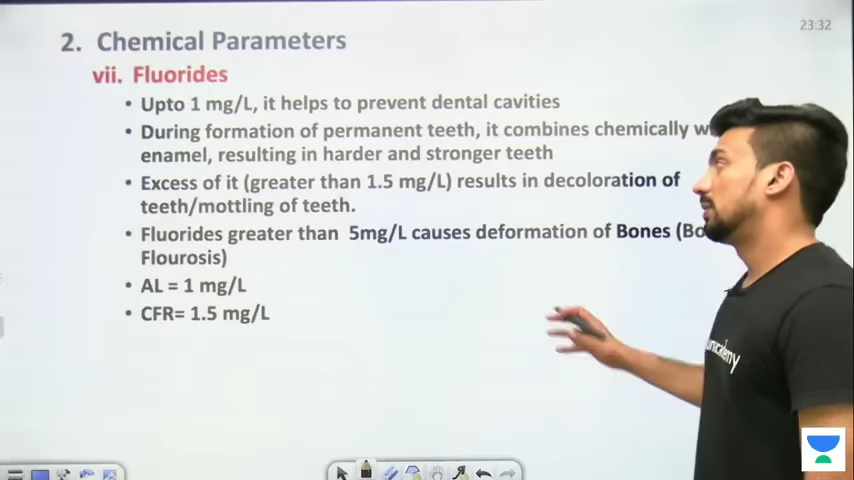 23:32
2. Chemical Parameters
vii. Fluorides
• Upto 1 mg/L, it helps to prevent dental cavities
• During formation of permanent teeth, it combines chemically
enamel, resulting in harder and stronger teeth
• Excess of it (greater than 1.5 mg/L) results in decoloration of
teeth/mottling of teeth.
• Fluorides greater than 5mg/L causes deformation of Bones
Flourosis)
• AL = 1 mg/L
• CFR= 1.5 mg/L
unacademy